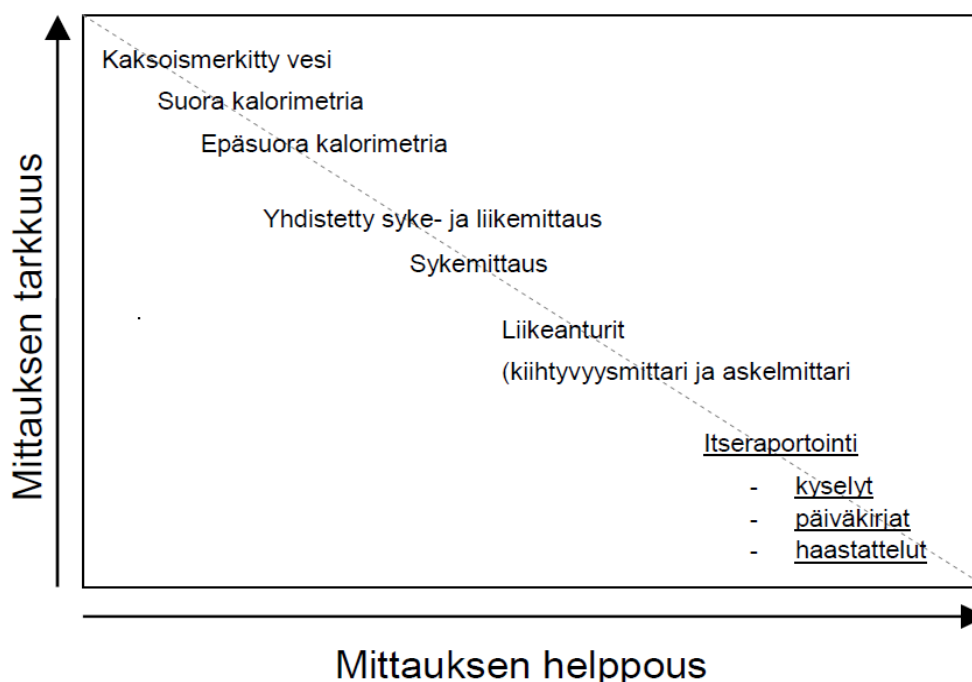 Mittauksen tarkkuus
Kaksoismerkitty vesi
Suora kalorimetria
Epäsuora kalorimetria
Yhdistetty syke- ja liikemittaus
Sykemittaus
Liikeanturit
(kiihtyvyysmittari ja askelmittari
Itseraportointi
- kyselyt
- päiväkirjat
- haastattelut
Mittauksen helppous